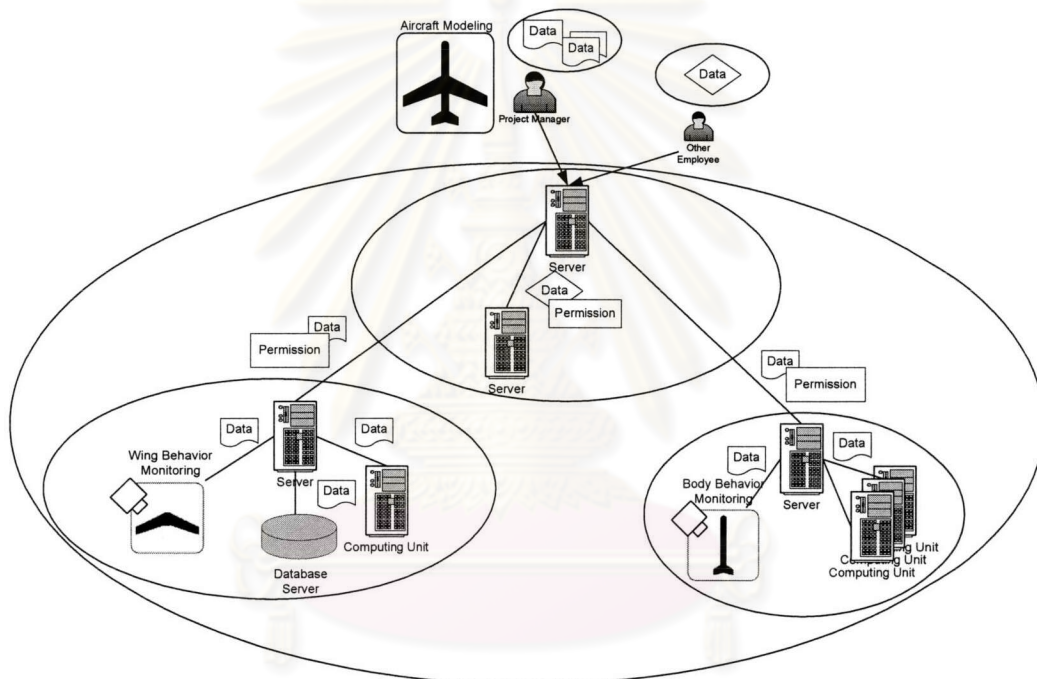 Aircraft Modeling
Data
Data
Project Manager
Data
Other
Employee
Server
Data
Permission
Server
Data
Permission
Data
Permission
Data
Data
Wing Behavior
Monitoring
Server
Data
Computing Unit
Database
Server
Data
Data
Body Behavior
Monitoring
Server
Computing Unit